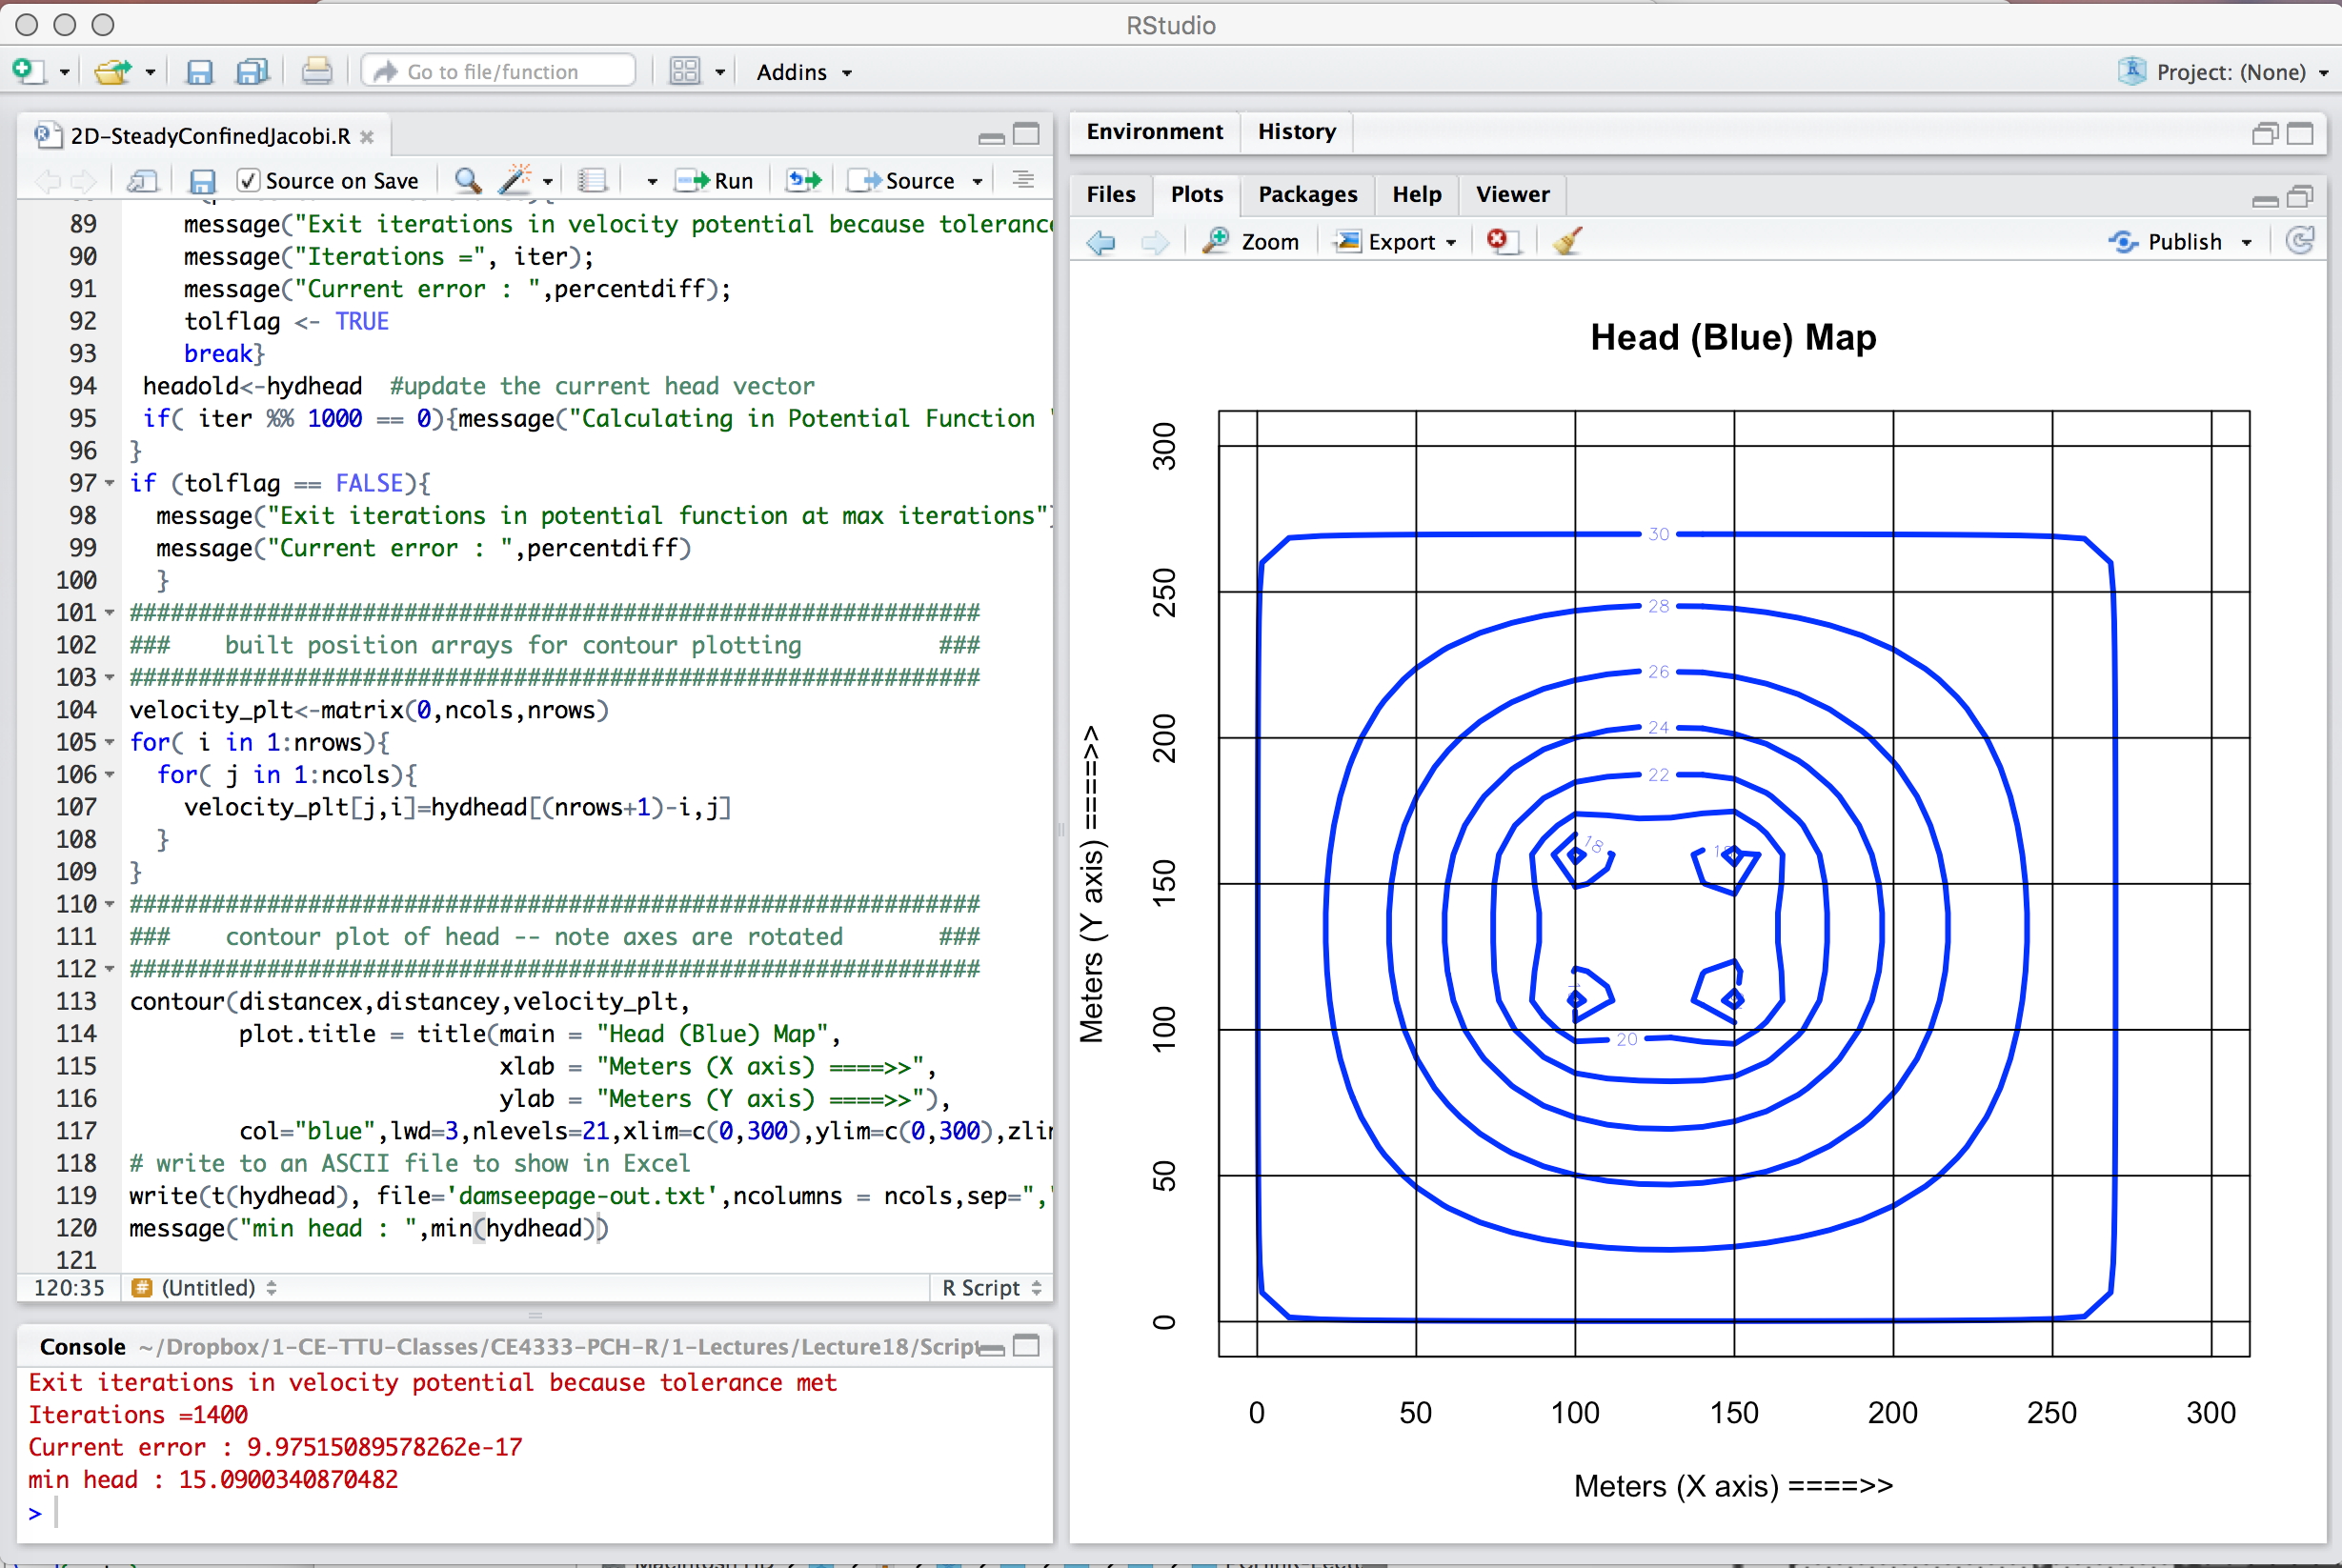 RStudio
Go to file/function
Addins
Project: (None)
2D-SteadyConfinedJacobi.R
Source on Save
Run
Source
89 message("Exit iterations in velocity potential because toleranc
90 message("Iterations =", iter);
91 message("Current error : ",percentdiff);
92 tolflag <- TRUE
93 break}
94 headold<-hydhead #update the current head vector
95 if( iter %% 1000 == 0){message("Calculating in Potential Function "
96 }
97 if (tolflag == FALSE){
98 message("Exit iterations in potential function at max iterations")
99 message("Current error : ",percentdiff)
100 }
101 ##############################################################
102 ### built position arrays for contour plotting ###
103 ##############################################################
104 velocity_plt<-matrix(0,ncols,nrows)
105 for( i in 1:nrows){
106 for( j in 1:ncols){
107 velocity_plt[j,i]=hydhead[(nrows+1)-i,j]
108 }
109 }
110 ##############################################################
111 ### contour plot of head -- note axes are rotated ###
112 ##############################################################
113 contour(distancex,distancey,velocity_plt,
114 plot.title = title(main = "Head (Blue) Map",
115 xlab = "Meters (X axis) ====>>",
116 ylab = "Meters (Y axis) ====>>"),
117 col="blue",lwd=3,nlevels=21,xlim=c(0,300),ylim=c(0,300),zli
118 # write to an ASCII file to show in Excel
119 write(t(hydhead), file='damseepage-out.txt',ncolumns = ncols,sep=","
120 message("min head : ",min(hydhead))
121
120:35 (Untitled) R Script
Console ~/Dropbox/1-CE-TTU-Classes/CE4333-PCH-R/1-Lectures/Lecture18/Script
Exit iterations in velocity potential because tolerance met
Iterations =1400
Current error : 9.97515089578262e-17
min head : 15.0900340870482
>
Environment History
Files Plots Packages Help Viewer
Zoom Export Publish
Head (Blue) Map
Meters (Y axis) ====>>
300
250
200
150
100
50
0
30
28
26
24
22
18
20
0 50 100 150 200 250 300
Meters (X axis) ====>>